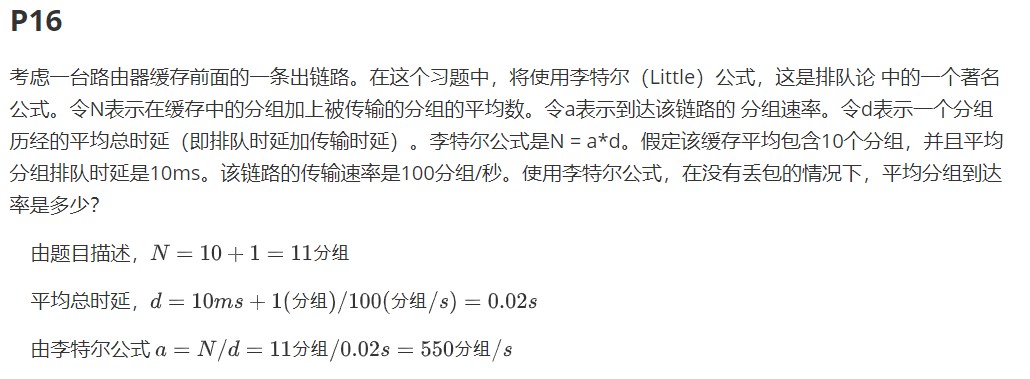 P16
考虑一台路由器缓存前面的一条出链路。在这个习题中，将使用李特尔（Little）公式，这是排队论 中的一个著名
公式。令N表示在缓存中的分组加上被传输的分组的平均数。令a表示到达该链路的 分组速率。令d表示一个分组
历经的平均总时延（即排队时延加传输时延）。李特尔公式是N = a*d。假定该缓存平均包含10个分组，并且平均
分组排队时延是10ms。该链路的传输速率是100分组/秒。使用李特尔公式，在没有丢包的情况下，平均分组到达
率是多少？
由题目描述，N = 10 + 1 = 11分组
平均总时延，d = 10ms + 1(分组)/100(分组/s) = 0.02s
由李特尔公式 a = N/d = 11分组/0.02s = 550分组/s